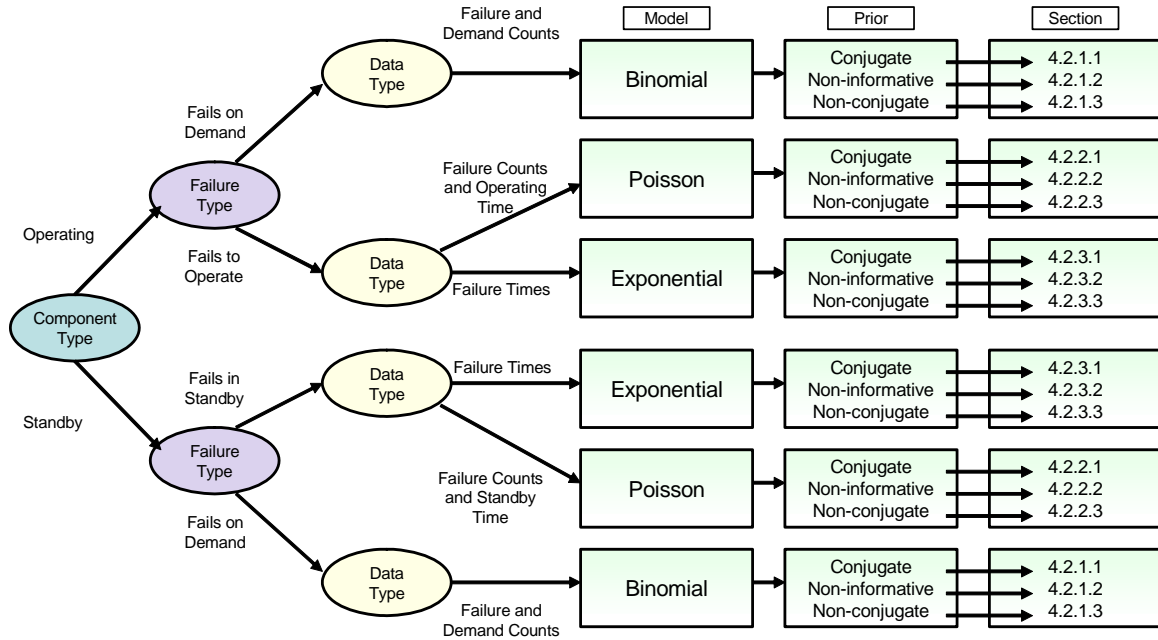 Failure and
Demand Counts
Model
Prior
Section
Data
Type
Binomial
Conjugate
Non-informative
Non-conjugate
4.2.1.1
4.2.1.2
4.2.1.3
Fails on
Demand
Failure
Type
Failure Counts
and Operating
Time
Poisson
Conjugate
Non-informative
Non-conjugate
4.2.2.1
4.2.2.2
4.2.2.3
Operating
Fails to
Operate
Data
Type
Failure Times
Exponential
Conjugate
Non-informative
Non-conjugate
4.2.3.1
4.2.3.2
4.2.3.3
Component
Type
Standby
Fails in
Standby
Data
Type
Failure Times
Exponential
Conjugate
Non-informative
Non-conjugate
4.2.3.1
4.2.3.2
4.2.3.3
Failure
Type
Failure Counts
and Standby
Time
Poisson
Conjugate
Non-informative
Non-conjugate
4.2.2.1
4.2.2.2
4.2.2.3
Fails on
Demand
Data
Type
Failure and
Demand Counts
Binomial
Conjugate
Non-informative
Non-conjugate
4.2.1.1
4.2.1.2
4.2.1.3